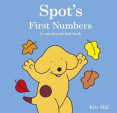 Spot's
First Numbers
A touch-and-feel book
Eric Hill